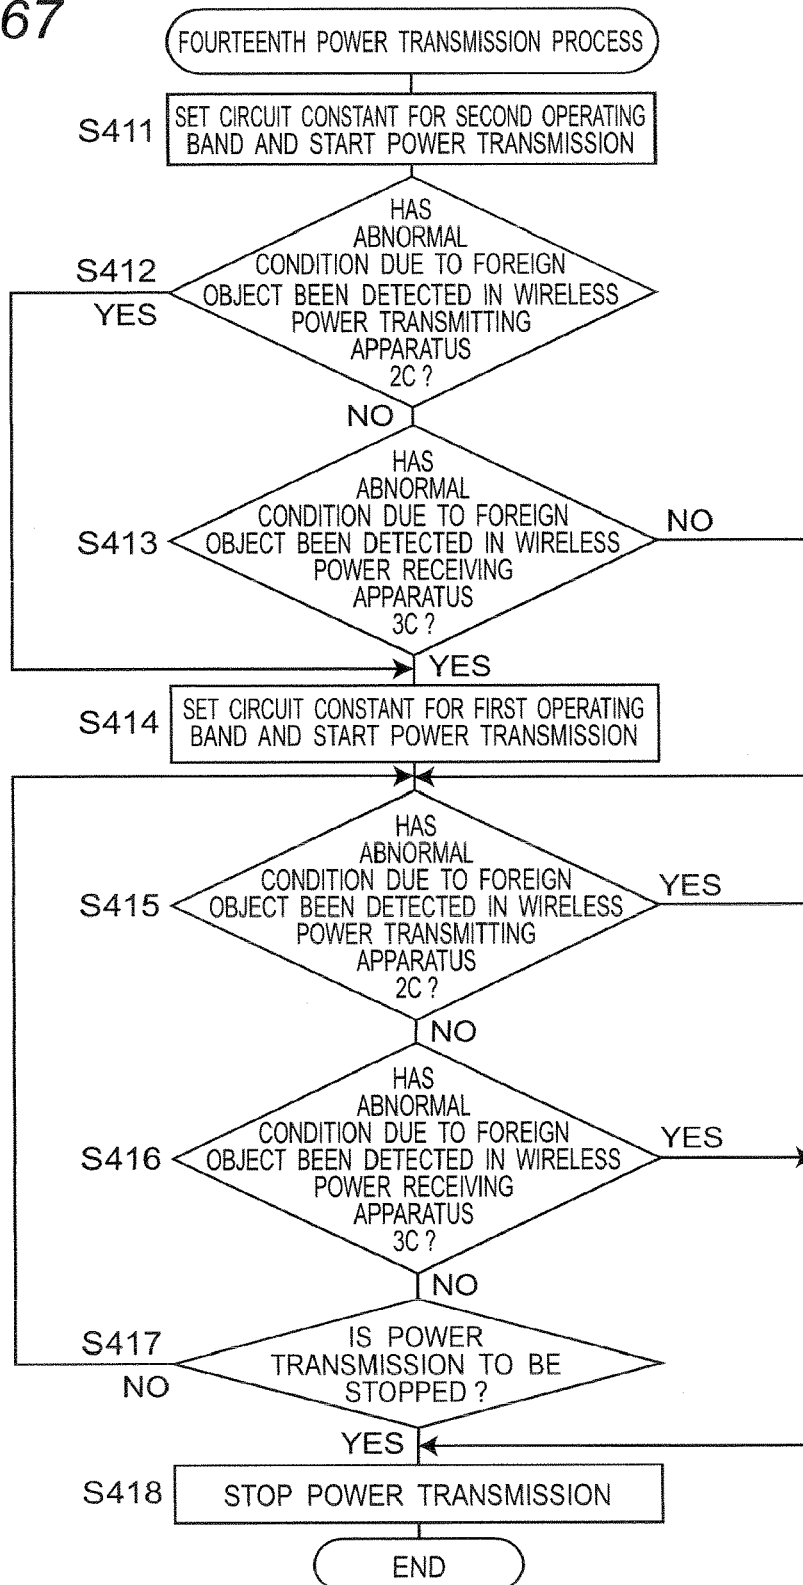 67
FOURTEENTH POWER TRANSMISSION PROCESS
S411
SET CIRCUIT CONSTANT FOR SECOND OPERATING
BAND AND START POWER TRANSMISSION
S412
YES
HAS
ABNORMAL
CONDITION DUE TO FOREIGN
OBJECT BEEN DETECTED IN WIRELESS
POWER TRANSMITTING
APPARATUS
2C ?
NO
S413
HAS
ABNORMAL
CONDITION DUE TO FOREIGN
OBJECT BEEN DETECTED IN WIRELESS
POWER RECEIVING
APPARATUS
3C ?
NO
YES
S414
SET CIRCUIT CONSTANT FOR FIRST OPERATING
BAND AND START POWER TRANSMISSION
S415
HAS
ABNORMAL
CONDITION DUE TO FOREIGN
OBJECT BEEN DETECTED IN WIRELESS
POWER TRANSMITTING
APPARATUS
2C ?
YES
NO
S416
HAS
ABNORMAL
CONDITION DUE TO FOREIGN
OBJECT BEEN DETECTED IN WIRELESS
POWER RECEIVING
APPARATUS
3C ?
YES
NO
S417
NO
IS POWER
TRANSMISSION TO BE
STOPPED ?
YES
S418
STOP POWER TRANSMISSION
END